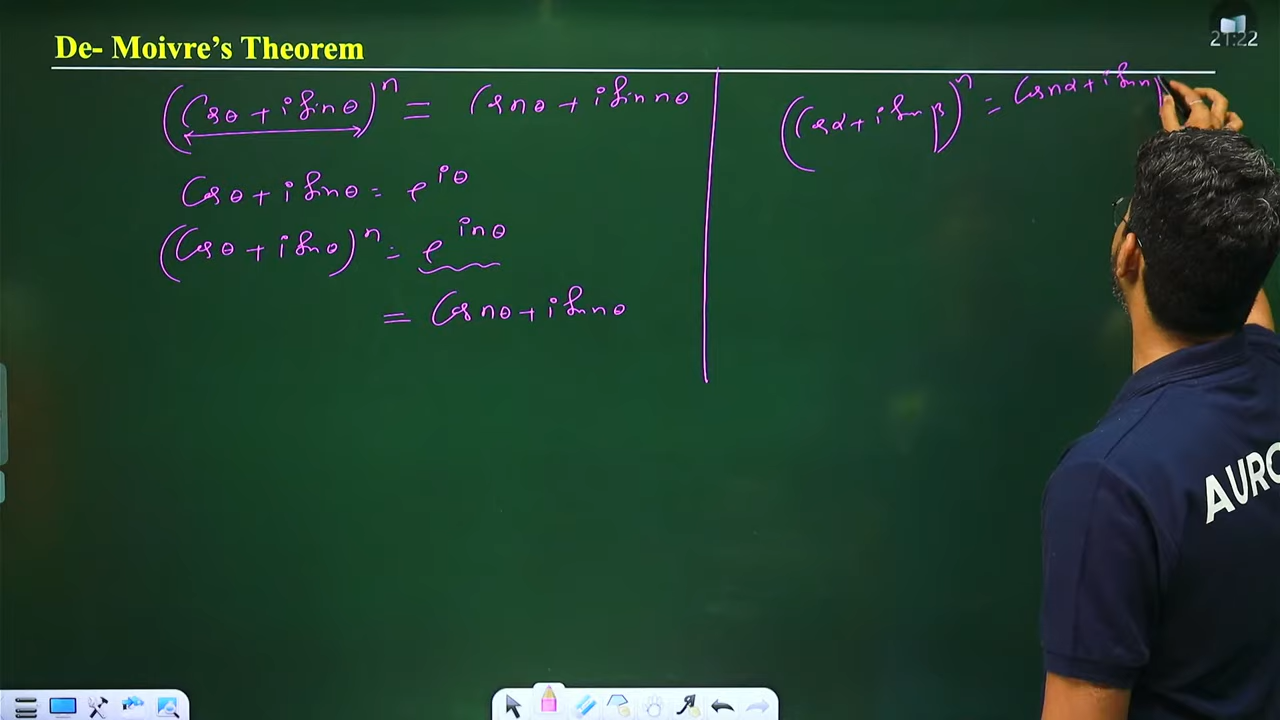 De- Moivre's Theorem
21:22
(Cosθ + i Sinθ)ⁿ = Cos nθ + i Sin nθ
(Cosα + i Sin β)ⁿ = Cos nα + i Sin n
Cosθ + i Sinθ = e^{iθ}
(Cosθ + i Sinθ)ⁿ = e^{inθ}
= Cos nθ + i Sin nθ
AURO